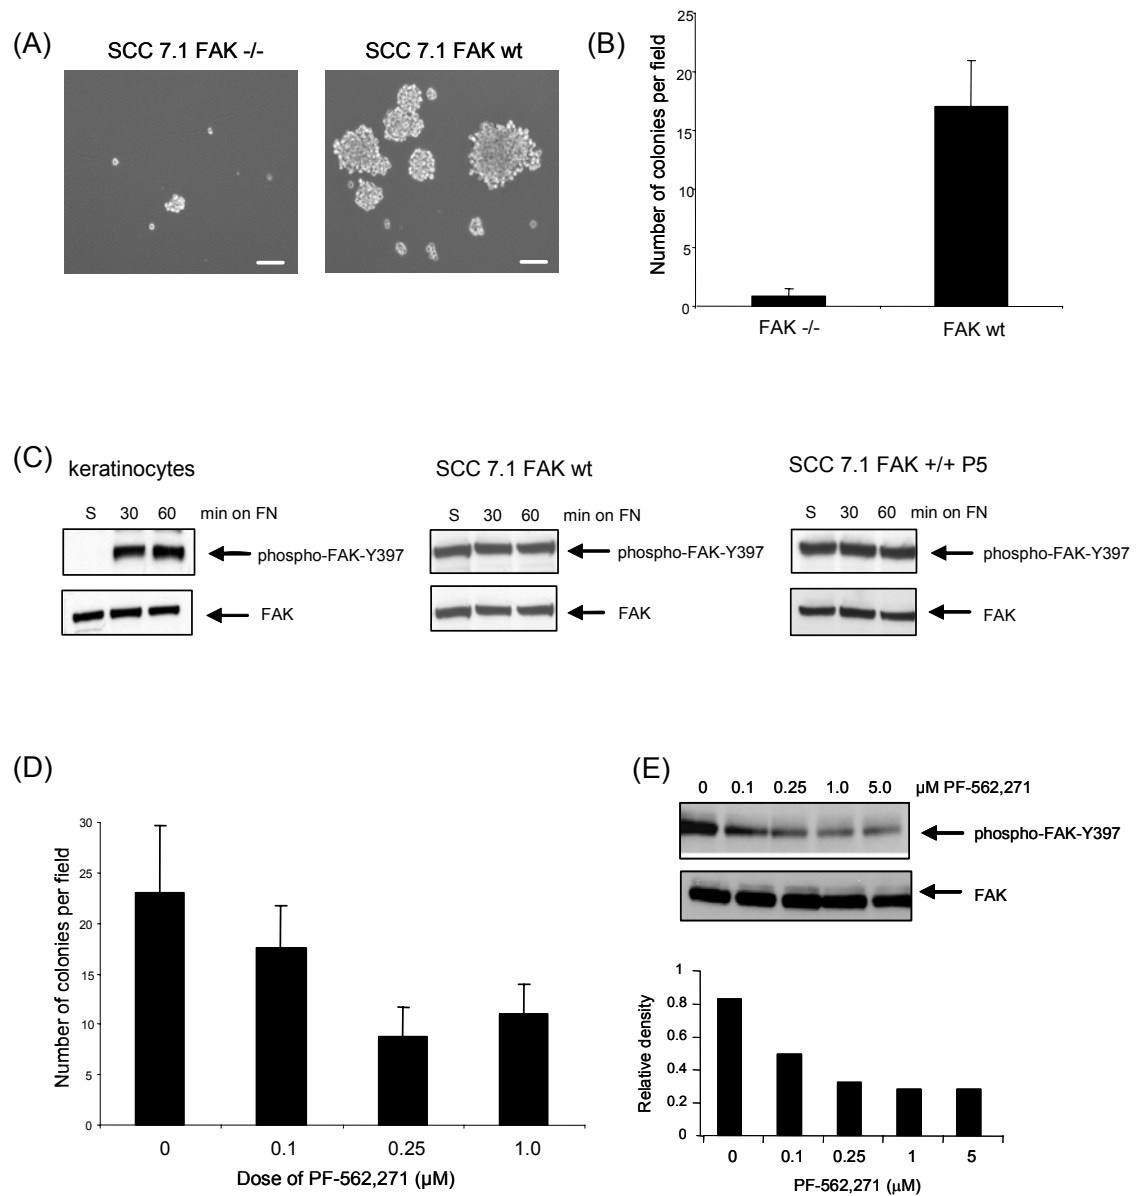 (A)
SCC 7.1 FAK -/-
SCC 7.1 FAK wt
(B)
Number of colonies per field
25
20
15
10
5
0
FAK -/-
FAK wt
(C)
keratinocytes
S 30 60 min on FN
phospho-FAK-Y397
FAK
SCC 7.1 FAK wt
S 30 60 min on FN
phospho-FAK-Y397
FAK
SCC 7.1 FAK +/+ P5
S 30 60 min on FN
phospho-FAK-Y397
FAK
(D)
Number of colonies per field
30
25
20
15
10
5
0
0 0.1 0.25 1.0
Dose of PF-562,271 (µM)
(E)
0 0.1 0.25 1.0 5.0 µM PF-562,271
phospho-FAK-Y397
FAK
Relative density
1
0.8
0.6
0.4
0.2
0
0 0.1 0.25 1 5
PF-562,271 (µM)